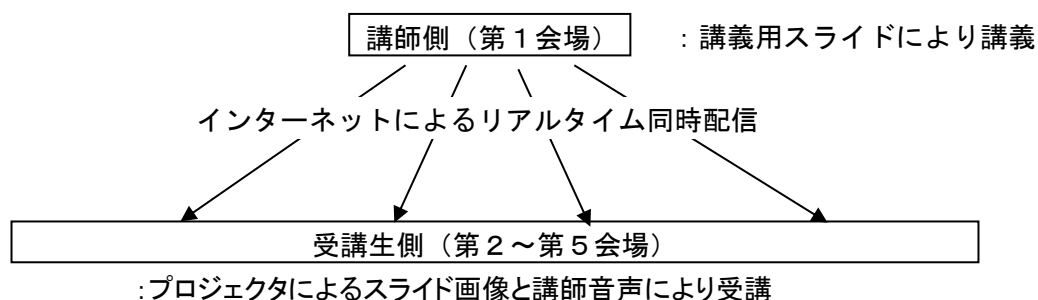 講師側（第１会場） ：講義用スライドにより講義
インターネットによるリアルタイム同時配信
受講生側（第２～第５会場）
：プロジェクタによるスライド画像と講師音声により受講